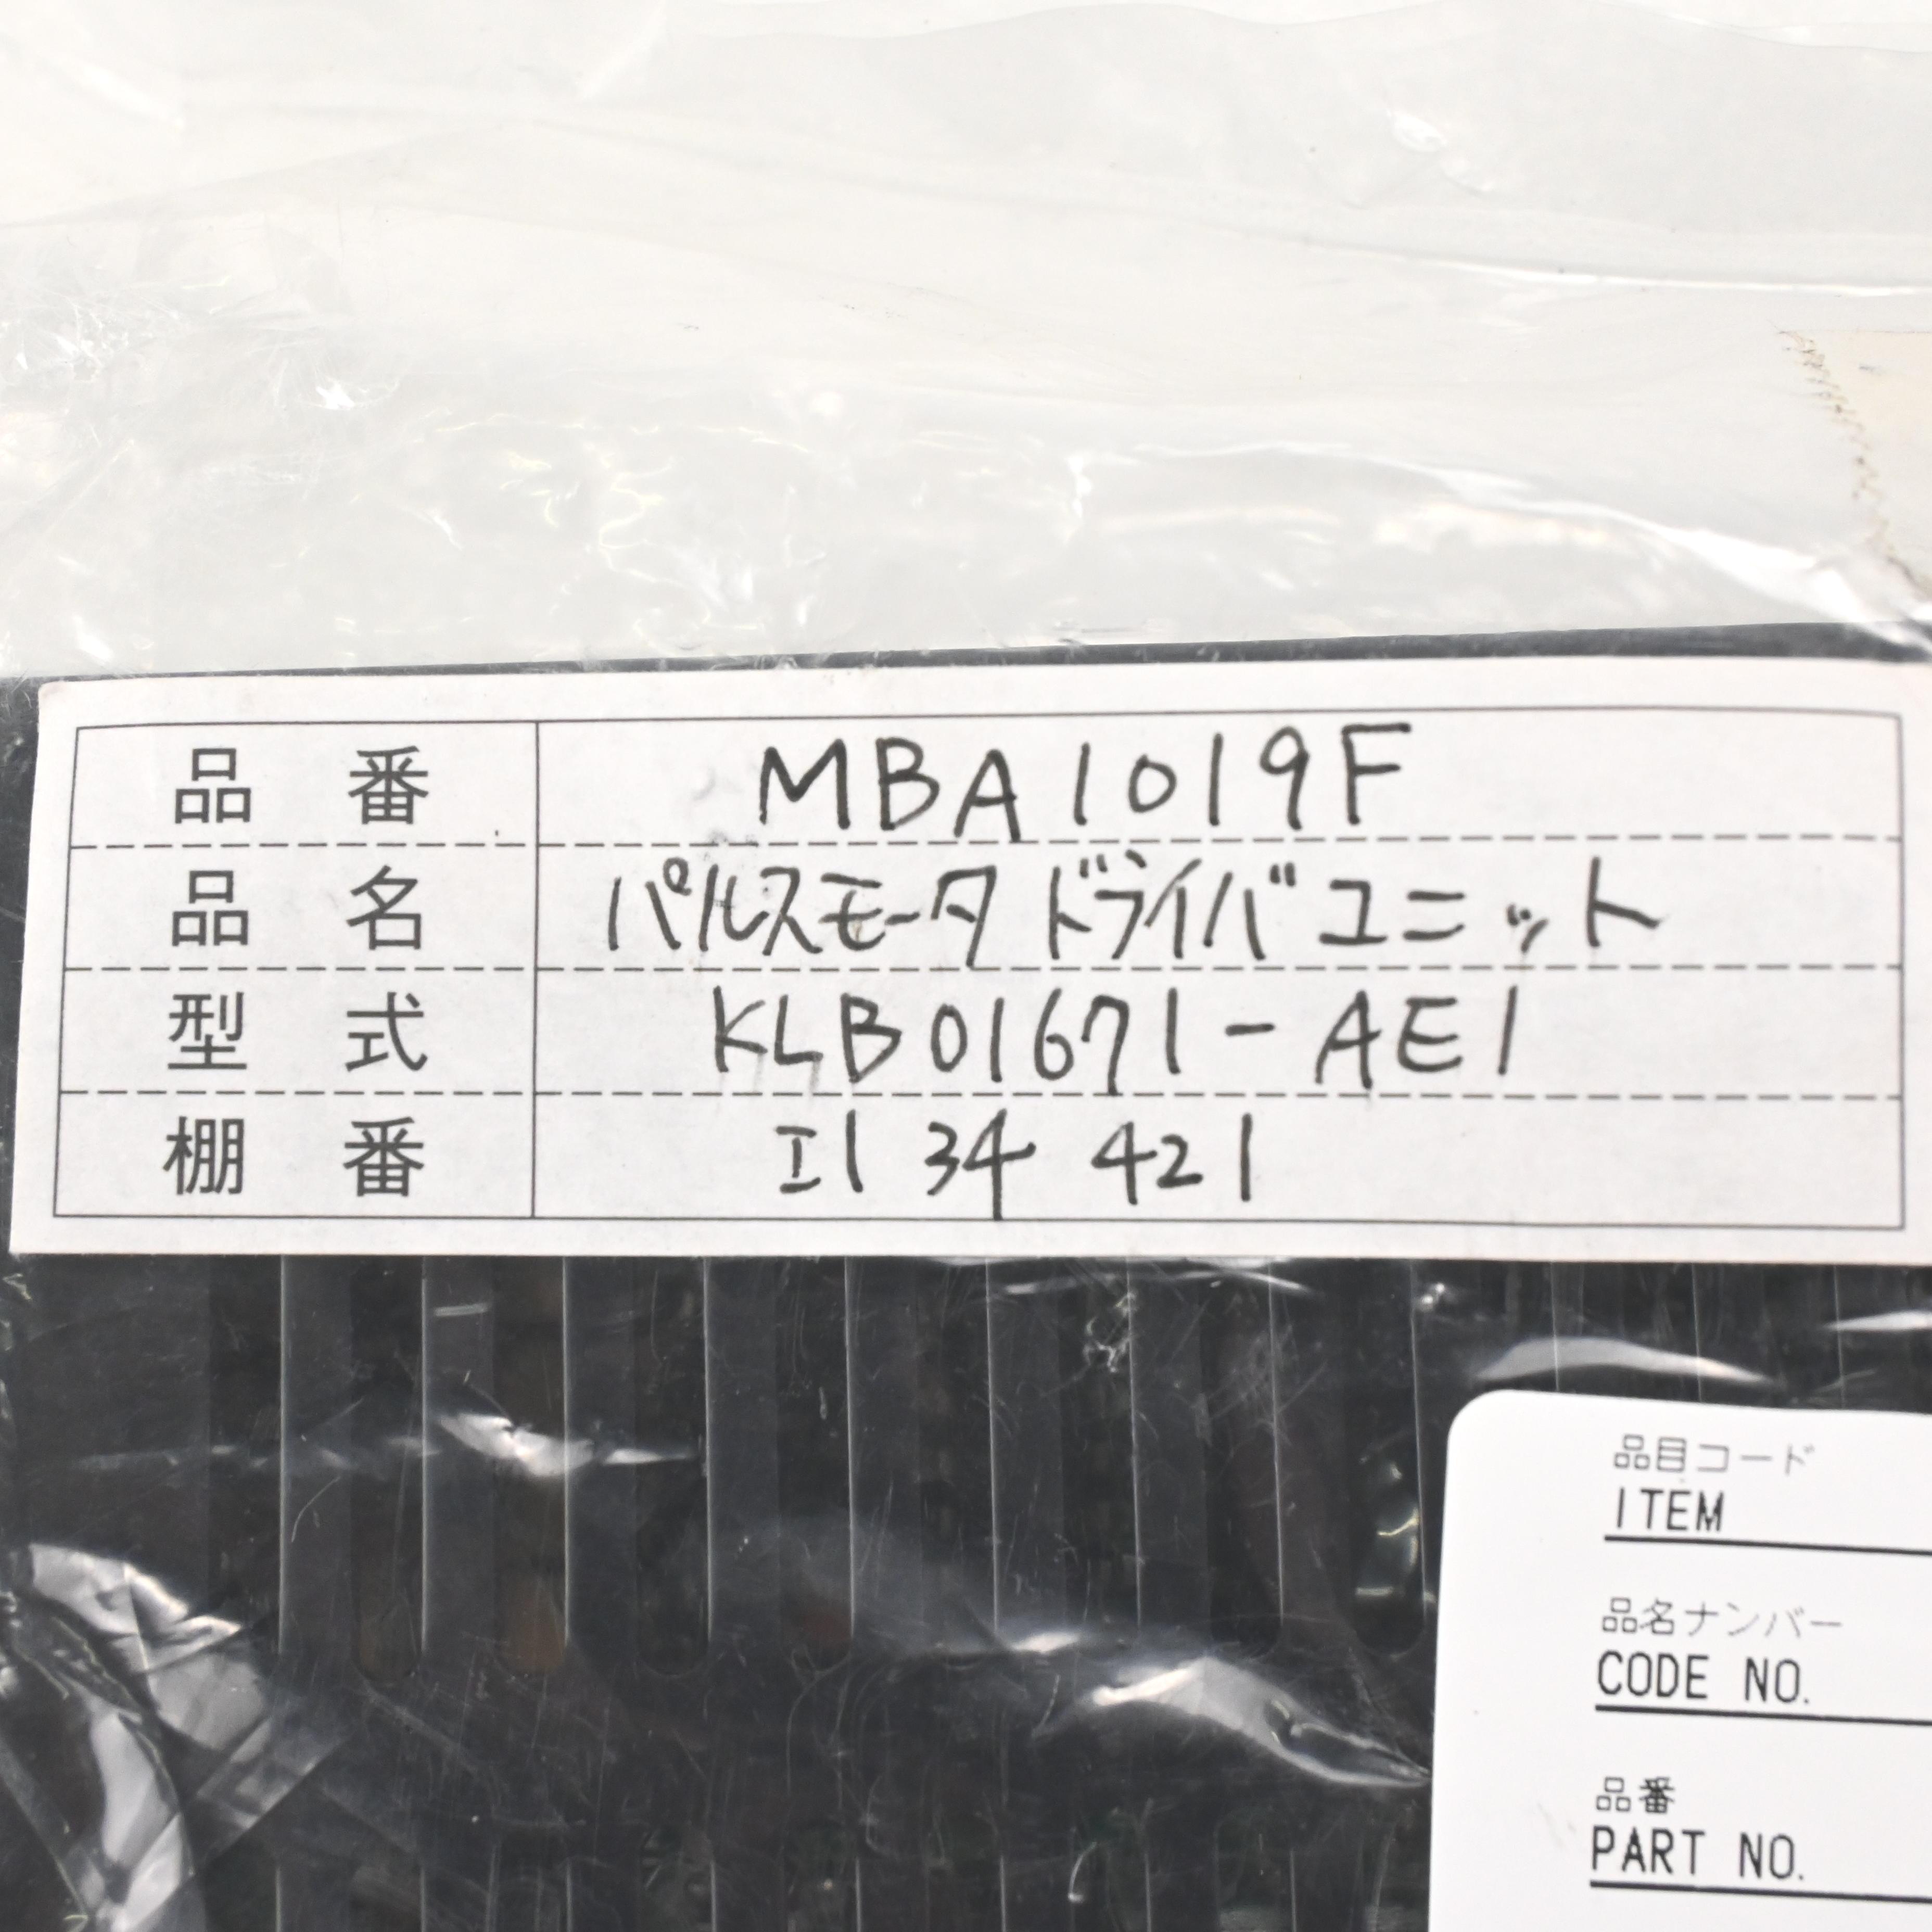 品番 MBA1019F
品名 パルスモータドライバユニット
型式 KLB01671-AE1
棚番 I1 34 421
品目コード
ITEM
品名ナンバー
CODE NO.
品番
PART NO.